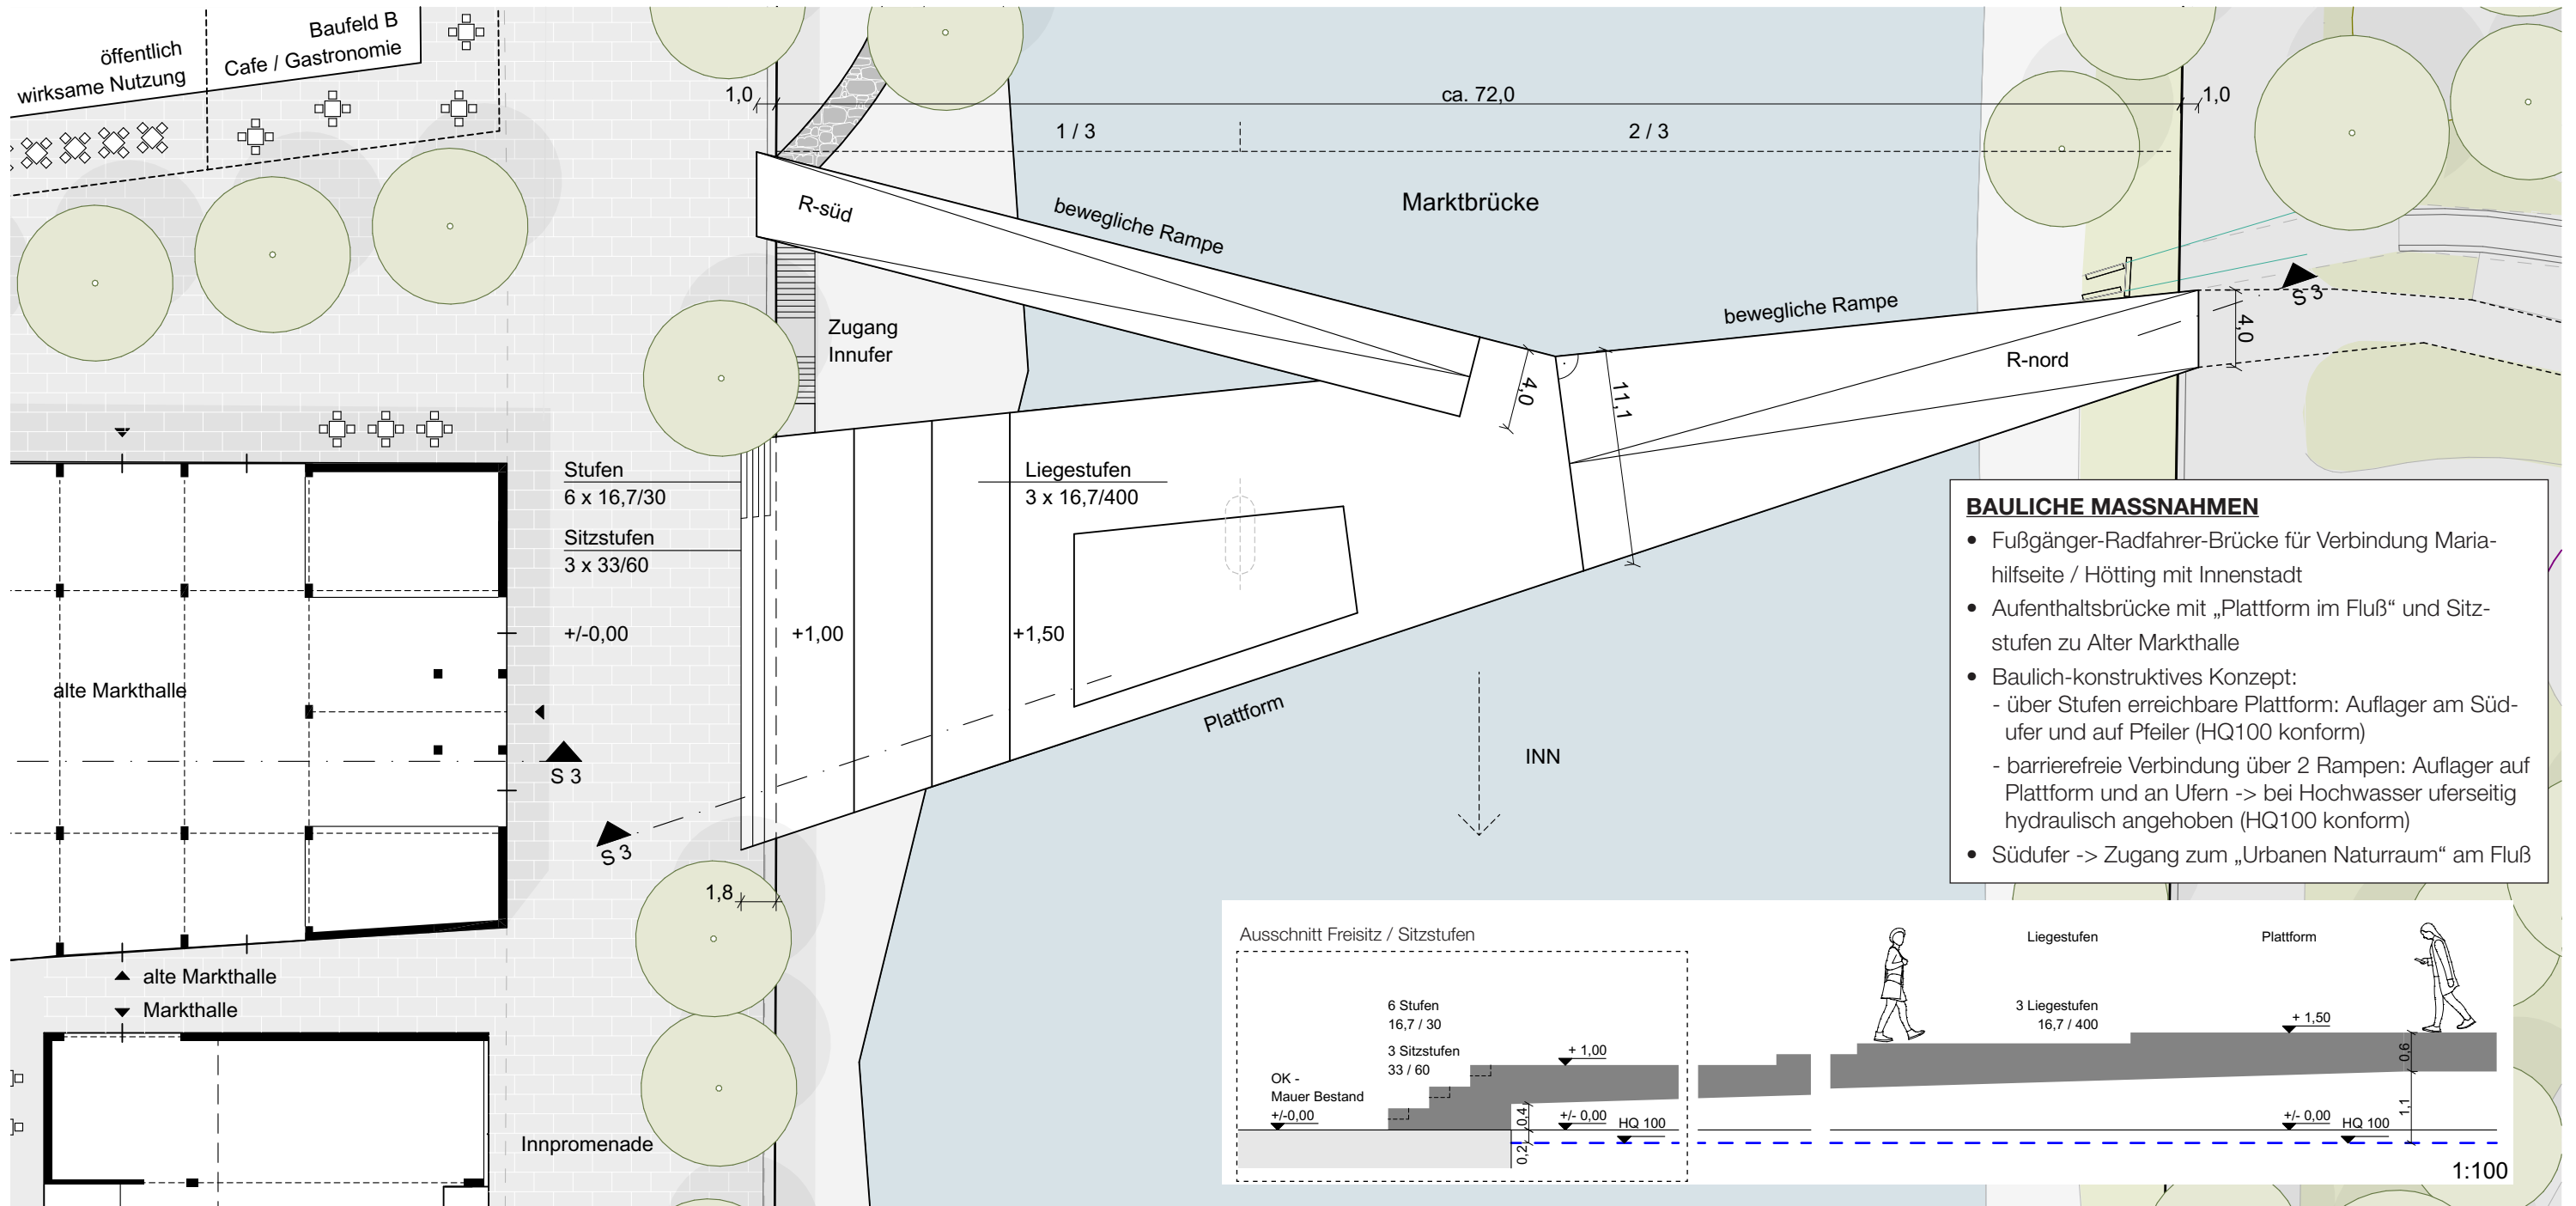 öffentlich
wirksame Nutzung
Baufeld B
Cafe / Gastronomie
1,0
ca. 72,0
1,0
1 / 3
2 / 3
Marktbrücke
R-süd
bewegliche Rampe
bewegliche Rampe
R-nord
S 3
4,0
Zugang
Innufer
4,0
11,1
Stufen
6 x 16,7/30
Sitzstufen
3 x 33/60
Liegestufen
3 x 16,7/400
+/-0,00
+1,00
+1,50
alte Markthalle
Plattform
INN
S 3
S 3
1,8
alte Markthalle
Markthalle
Innpromenade
BAULICHE MASSNAHMEN
• Fußgänger-Radfahrer-Brücke für Verbindung Maria-
hilfseite / Hötting mit Innenstadt
• Aufenthaltsbrücke mit „Plattform im Fluß“ und Sitz-
stufen zu Alter Markthalle
• Baulich-konstruktives Konzept:
- über Stufen erreichbare Plattform: Auflager am Süd-
ufer und auf Pfeiler (HQ100 konform)
- barrierefreie Verbindung über 2 Rampen: Auflager auf
Plattform und an Ufern -> bei Hochwasser uferseitig
hydraulisch angehoben (HQ100 konform)
• Südufer -> Zugang zum „Urbanen Naturraum“ am Fluß
Ausschnitt Freisitz / Sitzstufen
Liegestufen
Plattform
6 Stufen
16,7 / 30
3 Sitzstufen
33 / 60
+ 1,00
3 Liegestufen
16,7 / 400
+ 1,50
0,6
OK -
Mauer Bestand
+/-0,00
0,4
+/- 0,00
HQ 100
0,2
+/- 0,00
HQ 100
1,1
1:100